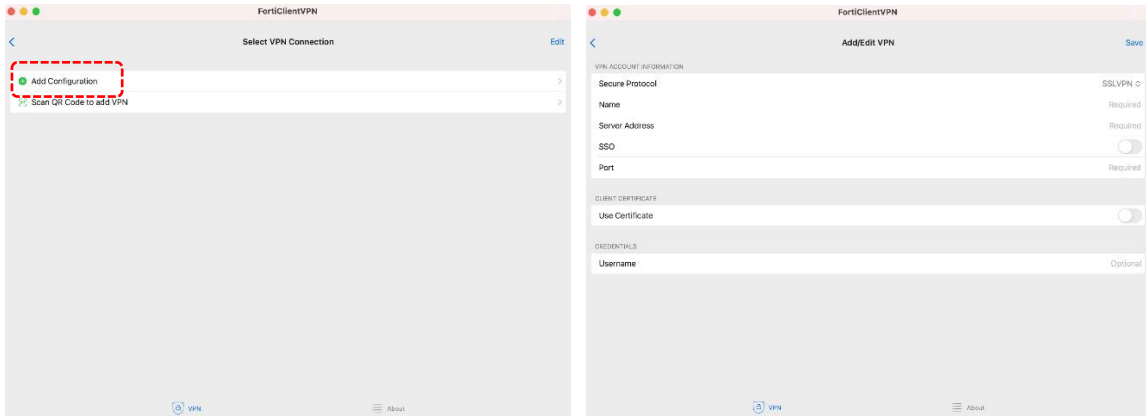 FortiClientVPN
Select VPN Connection
Edit
Add Configuration
Scan QR Code to add VPN
VPN
About
FortiClientVPN
Add/Edit VPN
Save
VPN ACCOUNT INFORMATION
Secure Protocol SSLVPN
Name Required
Server Address Required
SSO
Port Required
CLIENT CERTIFICATE
Use Certificate
CREDENTIALS
Username Optional
VPN
About